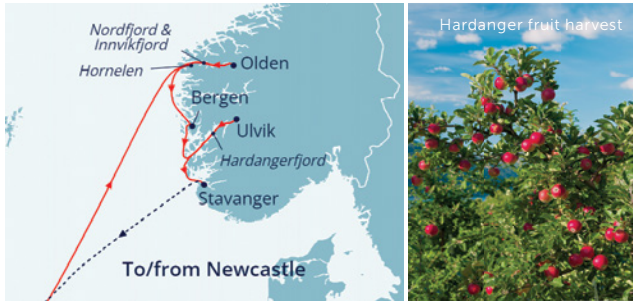 Nordfjord &
Innvikfjord
Hornelen
Olden
Bergen
Ulvik
Hardangerfjord
Stavanger
To/from Newcastle
Hardanger fruit harvest